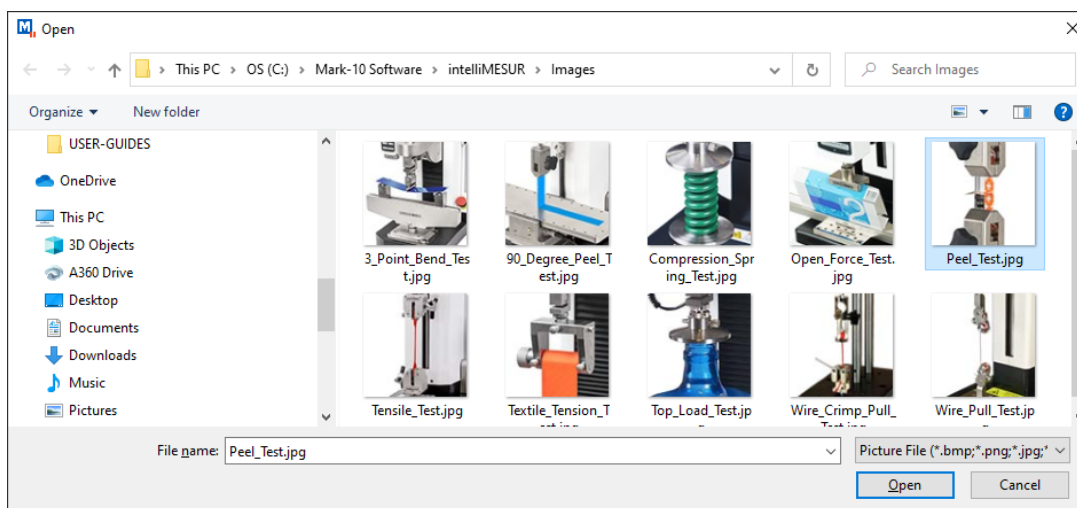 Open
This PC > OS (C:) > Mark-10 Software > intelliMESUR > Images
Search Images
Organize
New folder
USER-GUIDES
OneDrive
This PC
3D Objects
A360 Drive
Desktop
Documents
Downloads
Music
Pictures
3_Point_Bend_Tes
t.jpg
90_Degree_Peel_T
est.jpg
Compression_Spr
ing_Test.jpg
Open_Force_Test.
jpg
Peel_Test.jpg
Tensile_Test.jpg
Textile_Tension_T
Top_Load_Test.jp
Wire_Crimp_Pull_
Wire_Pull_Test.jp
File name: Peel_Test.jpg
Picture File (*.bmp;*.png;*.jpg;*
Open
Cancel